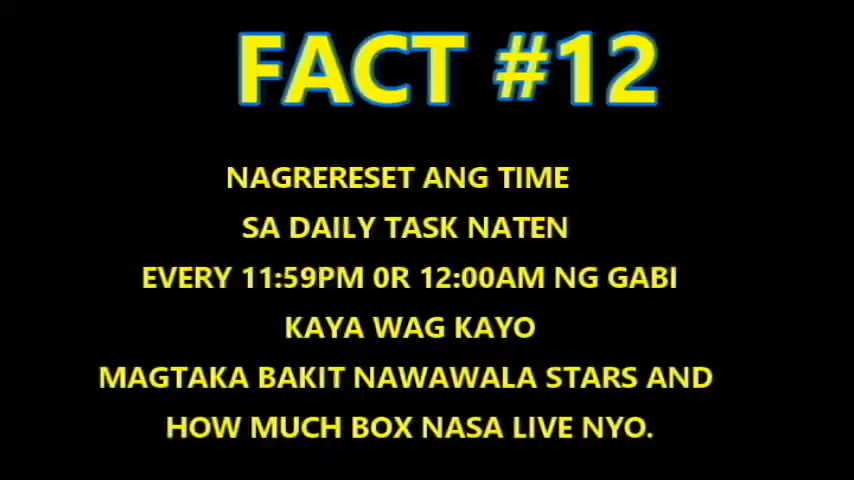 FACT #12
NAGRERESET ANG TIME
SA DAILY TASK NATEN
EVERY 11:59PM 0R 12:00AM NG GABI
KAYA WAG KAYO
MAGTAKA BAKIT NAWAWALA STARS AND
HOW MUCH BOX NASA LIVE NYO.